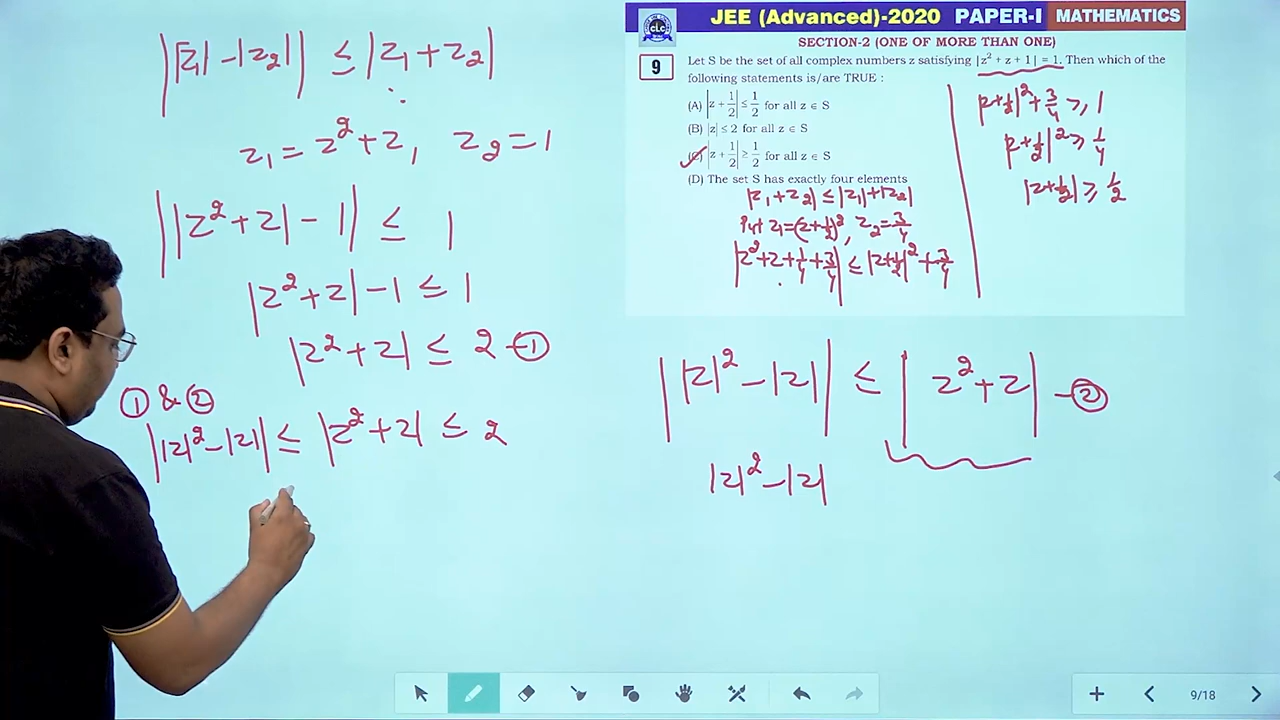 ||z₁| - |z₂|| ≤ |z₁ + z₂|
z₁ = z² + z, z₂ = 1
||z² + z| - 1| ≤ 1
|z² + z| - 1 ≤ 1
|z² + z| ≤ 2 - ①
① & ②
||z|² - |z|| ≤ |z² + z| ≤ 2
CLC
JEE (Advanced)-2020 PAPER-I MATHEMATICS
SECTION-2 (ONE OF MORE THAN ONE)
9 Let S be the set of all complex numbers z satisfying |z² + z + 1| = 1. Then which of the
following statements is/are TRUE :
(A) |z + 1/2| ≤ 1/2 for all z ∈ S
(B) |z| ≤ 2 for all z ∈ S
(C) |z + 1/2| ≥ 1/2 for all z ∈ S
(D) The set S has exactly four elements
|z₁ + z₂| ≤ |z₁| + |z₂|
Put z₁ = (z + 1/2)², z₂ = 3/4
|z² + z + 1/4 + 3/4| ≤ |z + 1/2|² + 3/4
|z + 1/2|² + 3/4 ≥ 1
|z + 1/2|² ≥ 1/4
|z + 1/2| ≥ 1/2
||z|² - |z|| ≤ |z² + z| - ②
|z|² - |z|
9/18